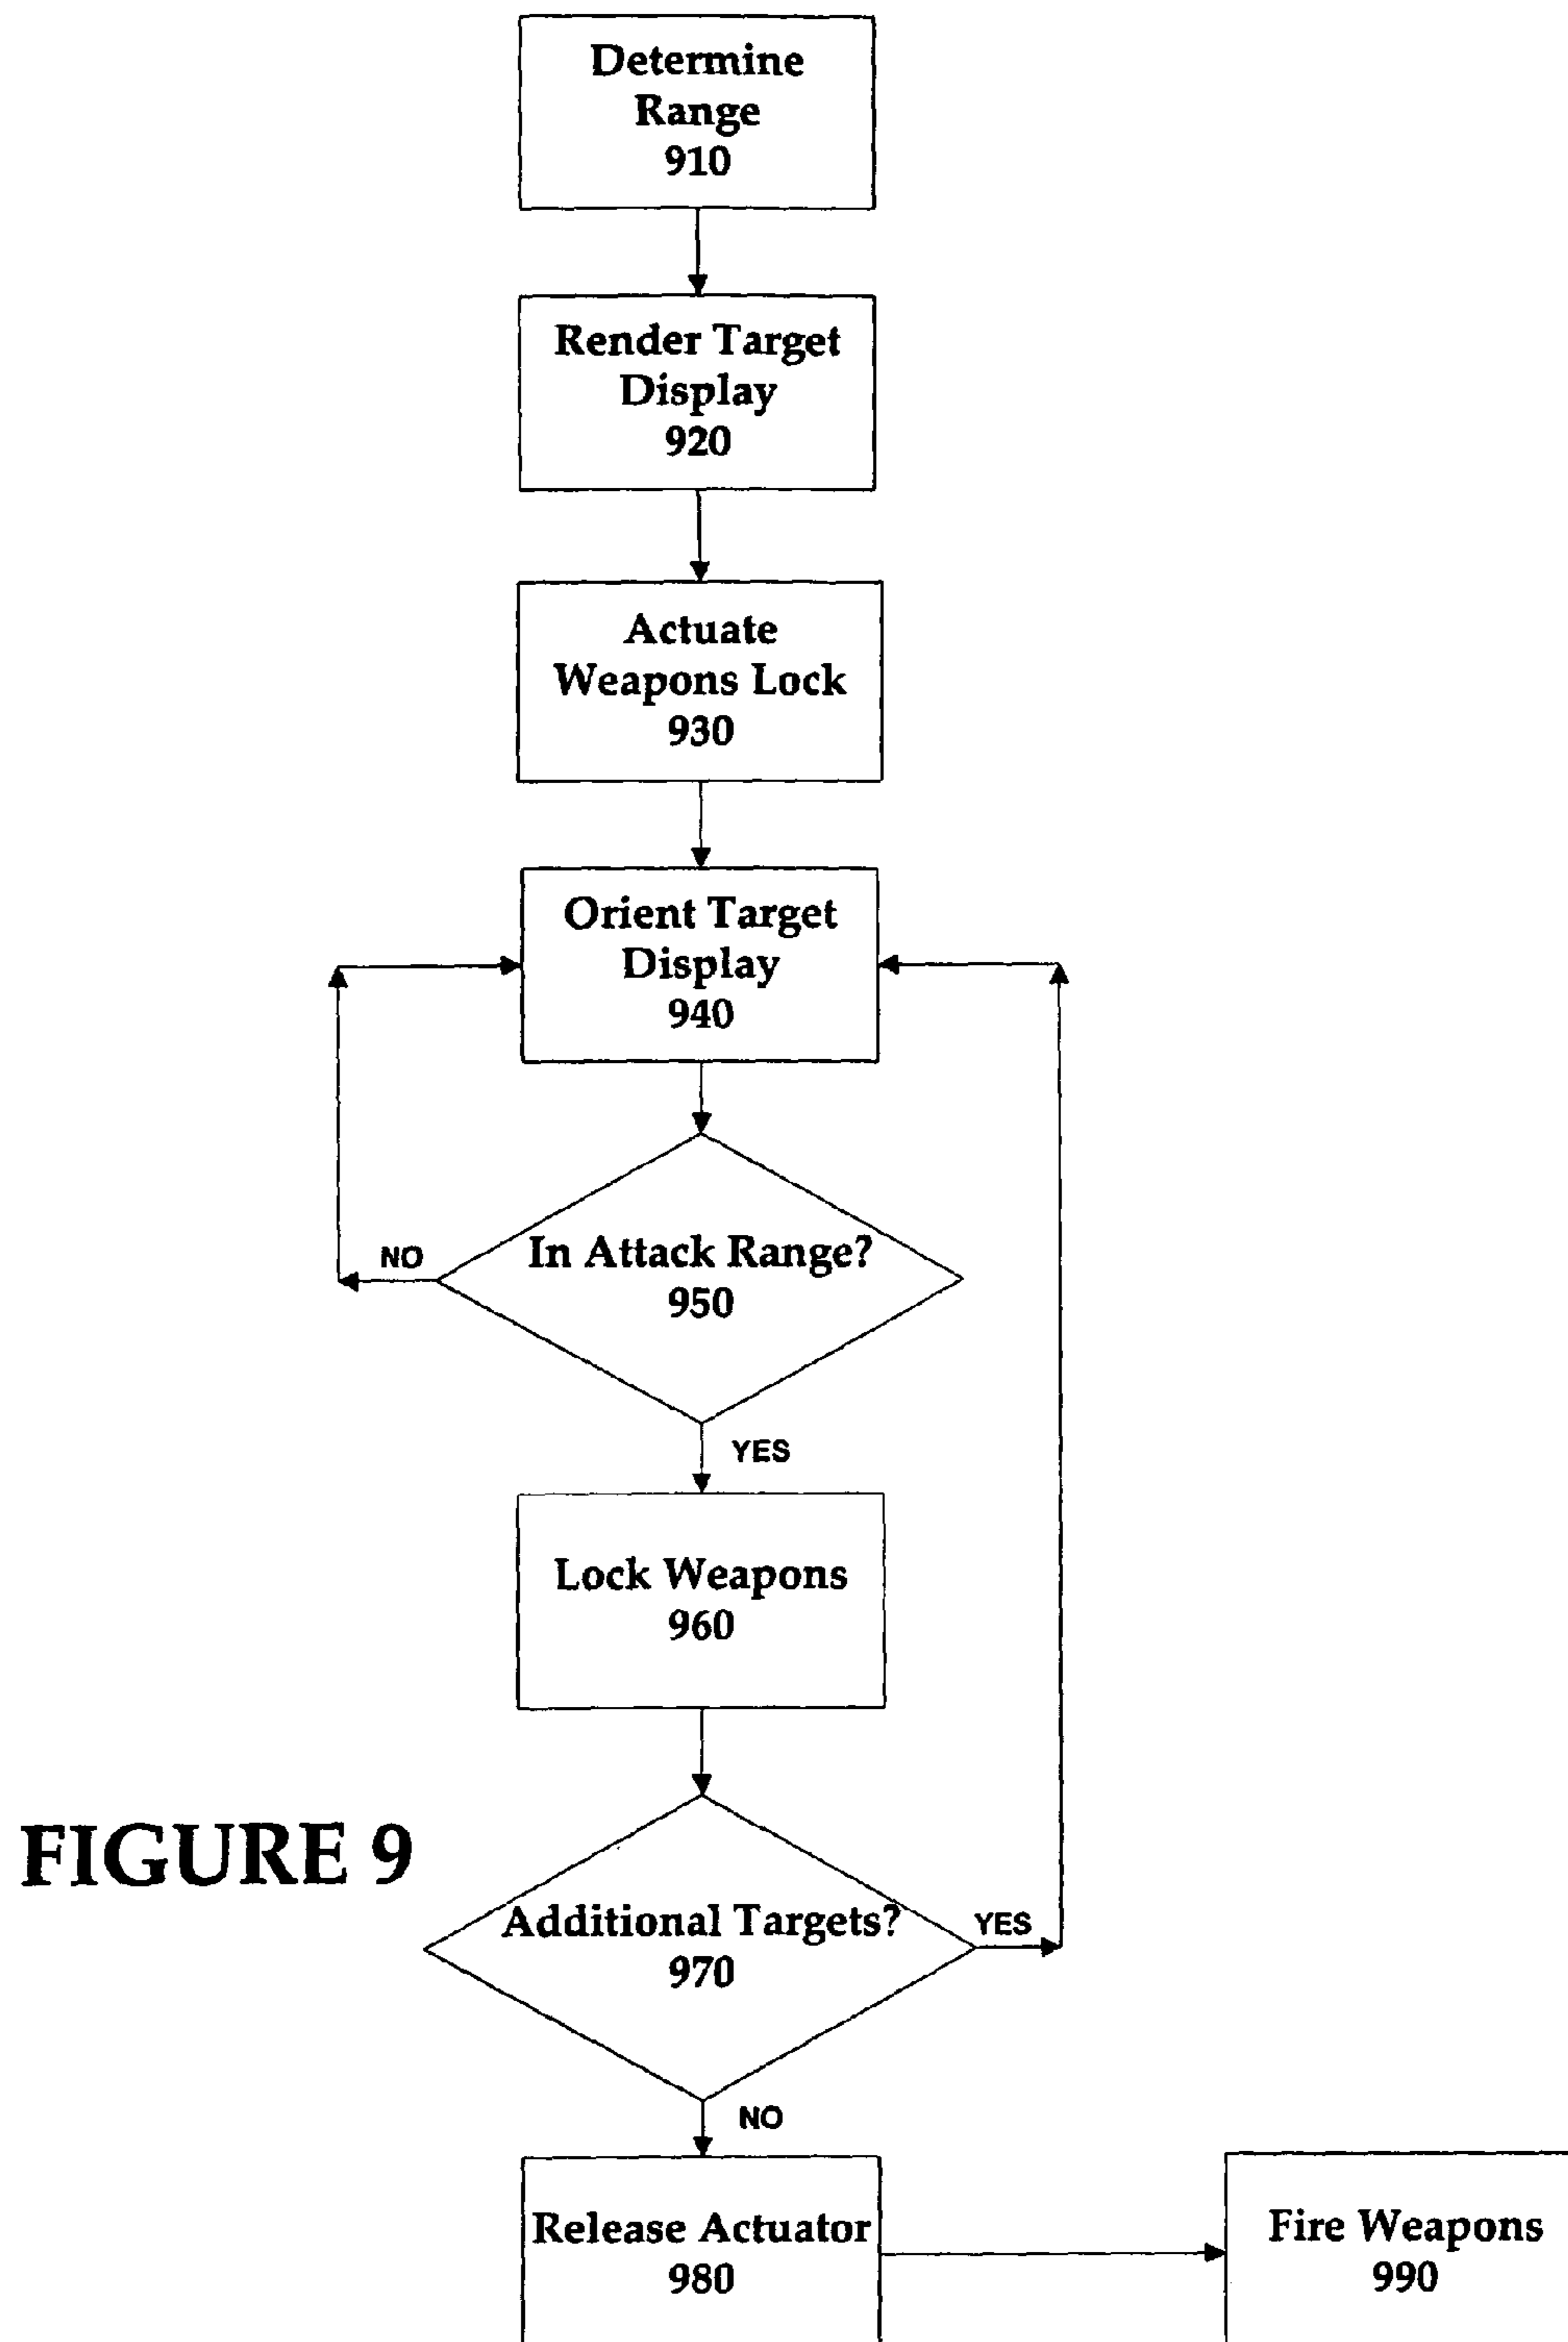 Determine
Range
910
Render Target
Display
920
Actuate
Weapons Lock
930
Orient Target
Display
940
In Attack Range?
950
NO
YES
Lock Weapons
960
FIGURE 9
Additional Targets?
970
YES
NO
Release Actuator
980
Fire Weapons
990